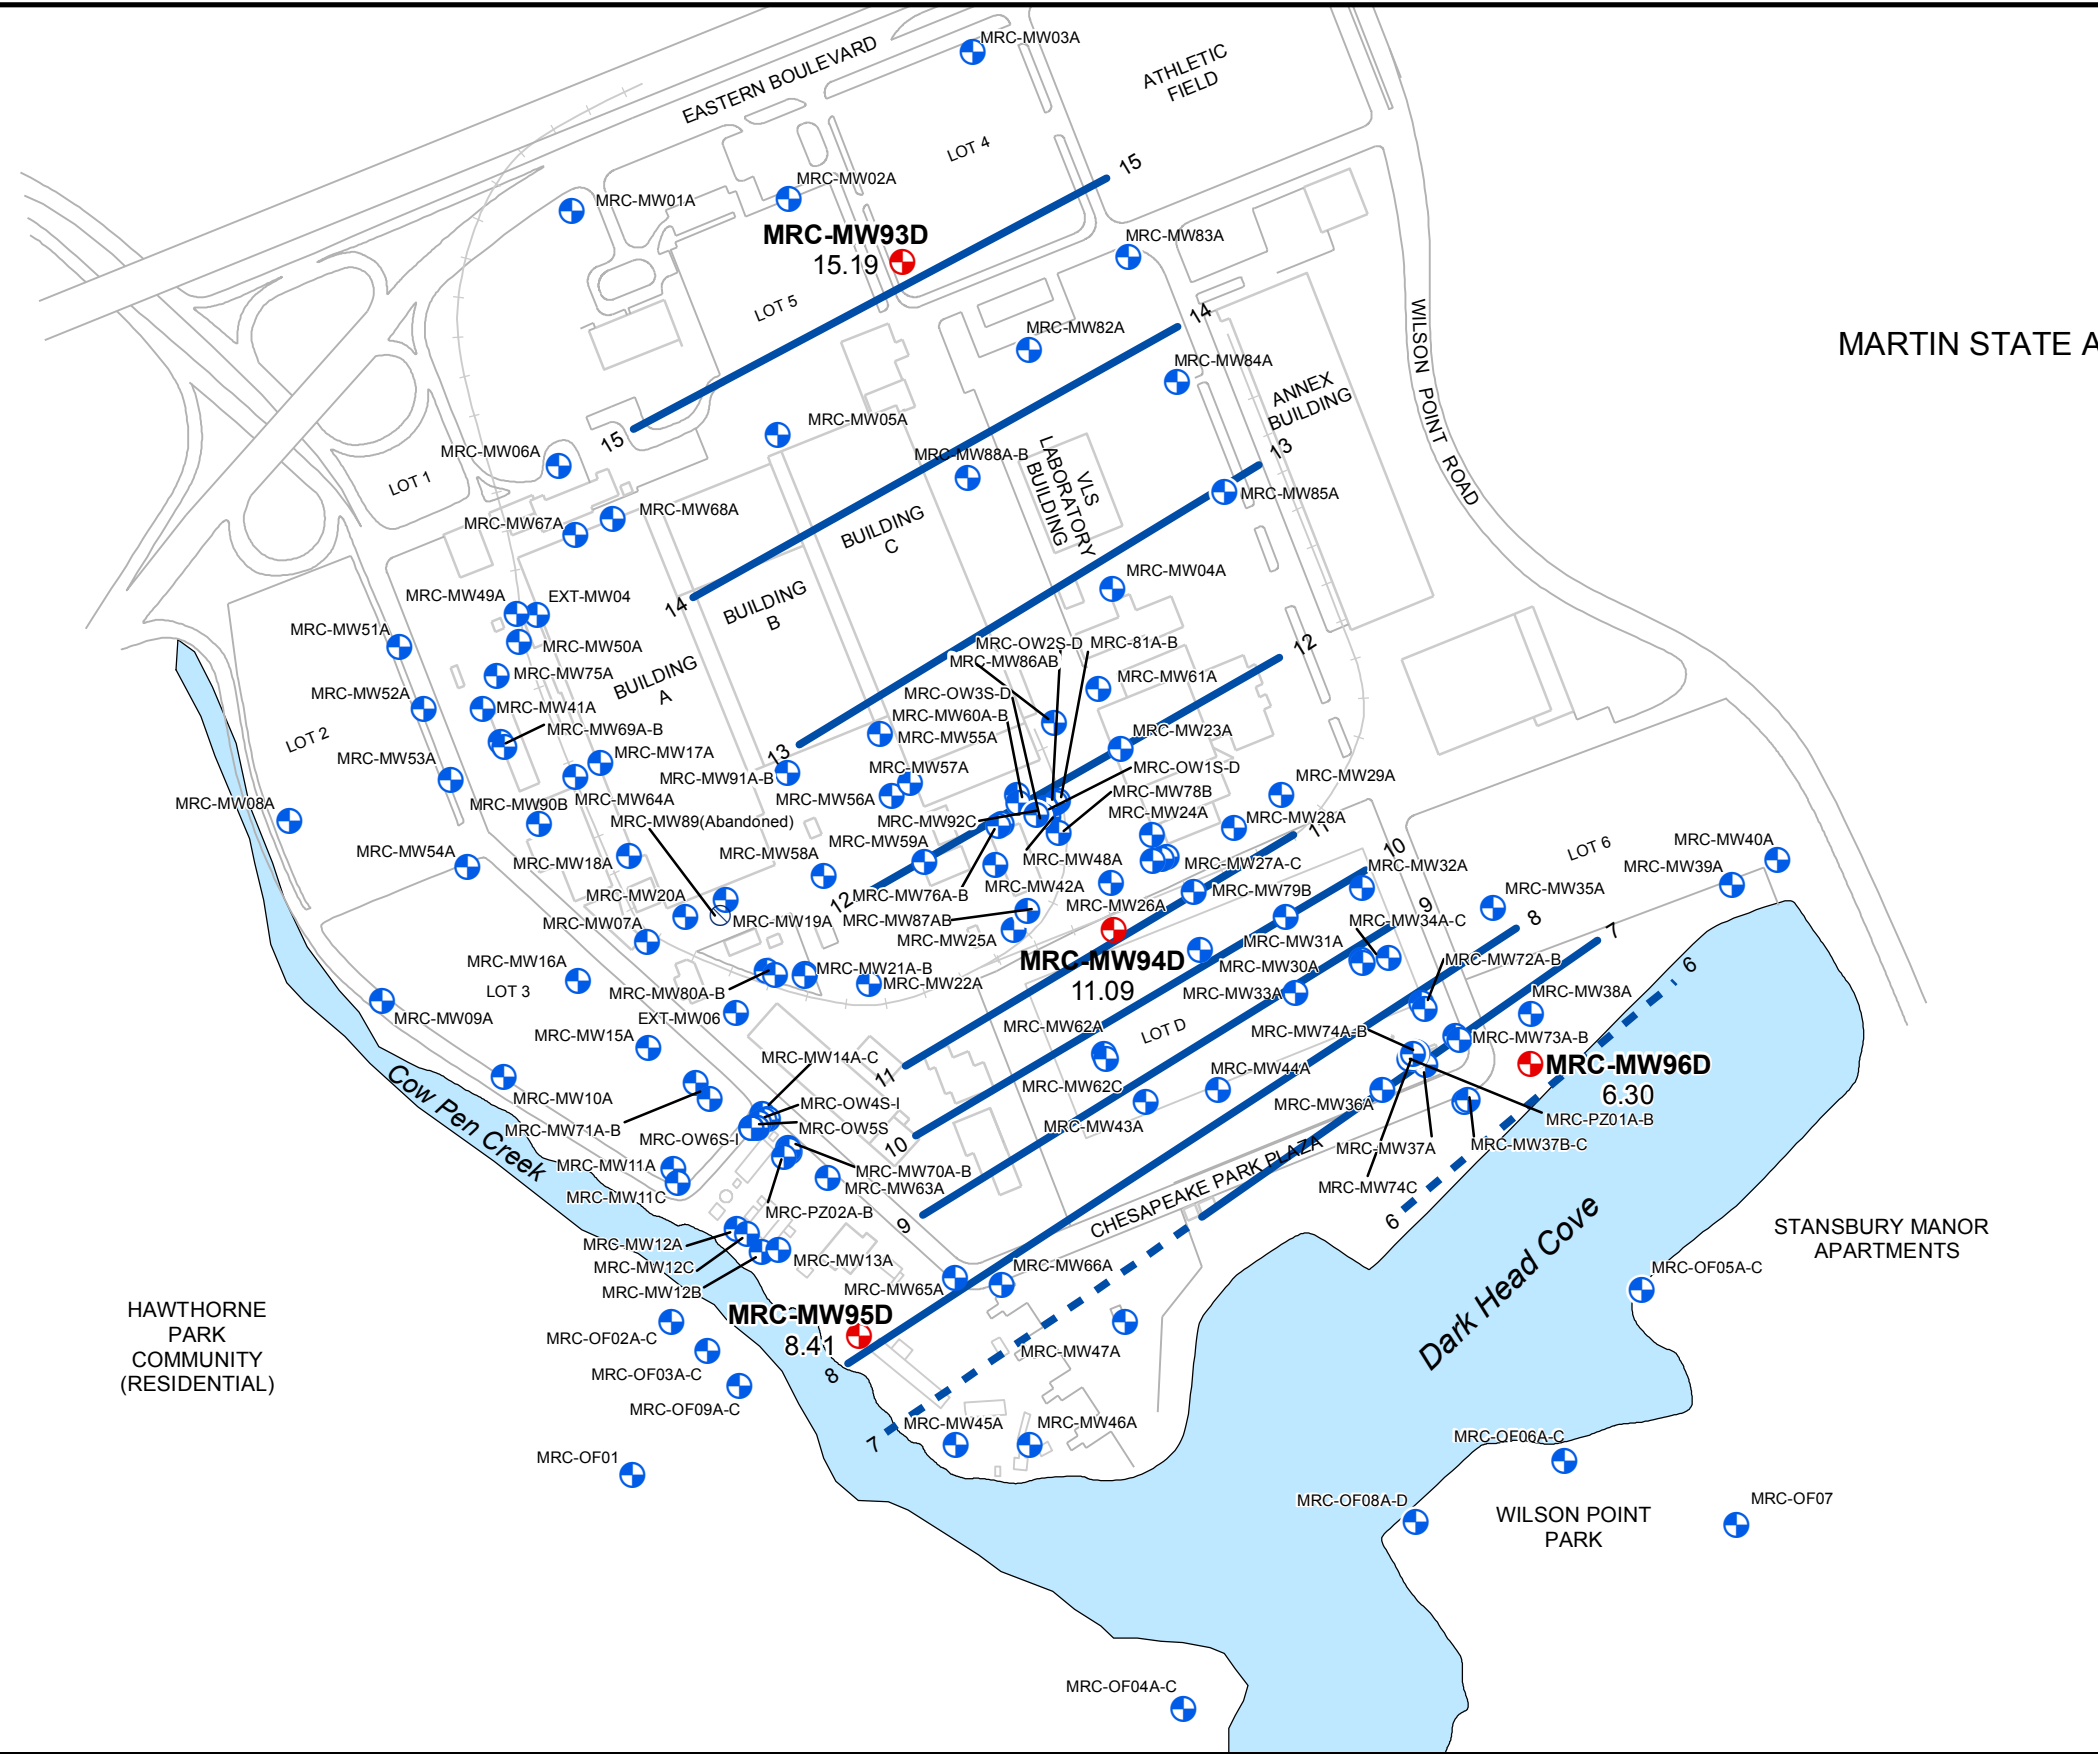 MRC-MW03A
EASTERN BOULEVARD
ATHLETIC
FIELD
LOT 4
15
MRC-MW02A
MRC-MW01A
MRC-MW93D
15.19
MRC-MW83A
LOT 5
14
MRC-MW82A
MRC-MW84A
WILSON POINT ROAD
MARTIN STATE A
ANNEX
BUILDING
MRC-MW05A
15
13
MRC-MW06A
MRC-MW88A-B
VLS
LABORATORY
BUILDING
LOT 1
MRC-MW85A
MRC-MW68A
MRC-MW67A
BUILDING
C
MRC-MW04A
MRC-MW49A
EXT-MW04
14
BUILDING
B
MRC-MW51A
MRC-MW50A
MRC-OW2S-D
MRC-81A-B
12
MRC-MW86AB
MRC-MW75A
BUILDING
A
MRC-MW61A
MRC-MW52A
MRC-MW41A
MRC-OW3S-D
MRC-MW60A-B
MRC-MW69A-B
MRC-MW55A
MRC-MW23A
LOT 2
MRC-MW53A
MRC-MW17A
13
MRC-MW91A-B
MRC-MW57A
MRC-OW1S-D
MRC-MW29A
MRC-MW08A
MRC-MW90B
MRC-MW64A
MRC-MW56A
MRC-MW78B
MRC-MW89(Abandoned)
MRC-MW92C
MRC-MW24A
MRC-MW28A
11
MRC-MW59A
MRC-MW54A
MRC-MW18A
MRC-MW58A
MRC-MW48A
MRC-MW27A-C
10
MRC-MW32A
LOT 6
MRC-MW40A
MRC-MW39A
MRC-MW20A
12
MRC-MW76A-B
MRC-MW42A
MRC-MW79B
MRC-MW35A
MRC-MW07A
MRC-MW19A
MRC-MW87AB
MRC-MW26A
9
MRC-MW34A-C
8
7
MRC-MW25A
MRC-MW31A
MRC-MW16A
MRC-MW94D
11.09
MRC-MW30A
MRC-MW72A-B
6
MRC-MW21A-B
LOT 3
MRC-MW80A-B
MRC-MW22A
MRC-MW33A
MRC-MW38A
MRC-MW09A
EXT-MW06
MRC-MW62A
LOT D
MRC-MW74A-B
MRC-MW15A
MRC-MW73A-B
MRC-MW14A-C
11
MRC-MW44A
MRC-MW96D
6.30
Cow Pen Creek
MRC-MW10A
MRC-MW62C
MRC-OW4S-I
MRC-MW36A
MRC-PZ01A-B
MRC-MW71A-B
MRC-OW5S
MRC-MW43A
MRC-OW6S-I
10
MRC-MW37A
MRC-MW37B-C
MRC-MW11A
MRC-MW70A-B
CHESAPEAKE PARK PLAZA
MRC-MW63A
MRC-MW74C
MRC-MW11C
MRC-PZ02A-B
9
6
MRC-MW12A
MRC-MW12C
MRC-MW13A
STANSBURY MANOR
APARTMENTS
MRC-MW12B
MRC-MW65A
MRC-MW66A
Dark Head Cove
MRC-OF05A-C
HAWTHORNE
PARK
COMMUNITY
(RESIDENTIAL)
MRC-MW95D
8.41
MRC-OF02A-C
MRC-MW47A
8
MRC-OF03A-C
MRC-OF09A-C
7
MRC-MW45A
MRC-MW46A
MRC-OF06A-C
MRC-OF01
MRC-OF08A-D
WILSON POINT
PARK
MRC-OF07
MRC-OF04A-C